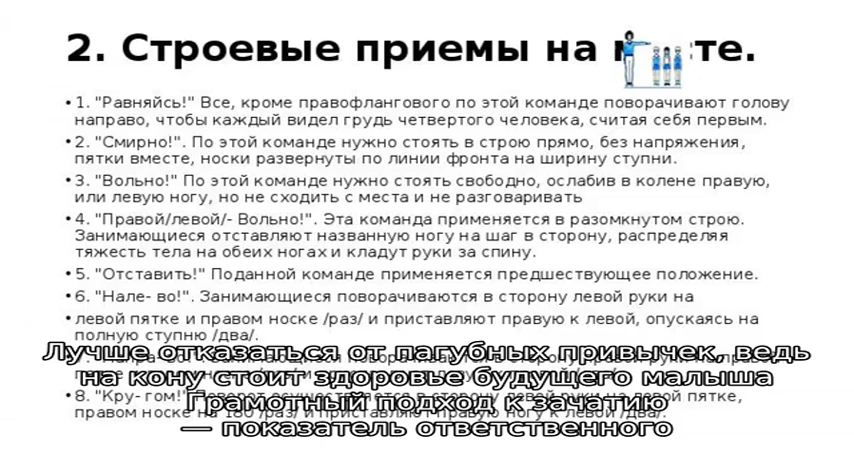 2. Строевые приемы на те.
• 1. "Равняйсь!" Все, кроме правофлангового по этой команде поворачивают голову
направо, чтобы каждый видел грудь четвертого человека, считая себя первым.
• 2. "Смирно!". По этой команде нужно стоять в строю прямо, без напряжения,
пятки вместе, носки развернуты по линии фронта на ширину ступни.
• 3. "Вольно!" По этой команде нужно стоять свободно, ослабив в колене правую,
или левую ногу, но не сходить с места и не разговаривать
• 4. "Правой/левой/- Вольно!". Эта команда применяется в разомкнутом строю.
Занимающиеся отставляют названную ногу на шаг в сторону, распределяя
тяжесть тела на обеих ногах и кладут руки за спину.
• 5. "Отставить!" Поданной команде применяется предшествующее положение.
• 6. "Нале- во!". Занимающиеся поворачиваются в сторону левой руки на
• левой пятке и правом носке /раз/ и приставляют правую к левой, опускаясь на
полную ступню /два/.
Лучше отказаться от пагубных привычек, ведь
на кону стоит здоровье будущего малыша
• 8. "Кру- гом!" пятке,
Грамотный подход к зачатию
правом носке на 180 /раз/ и приставляют правую ногу к левой /два/.
— показатель ответственного